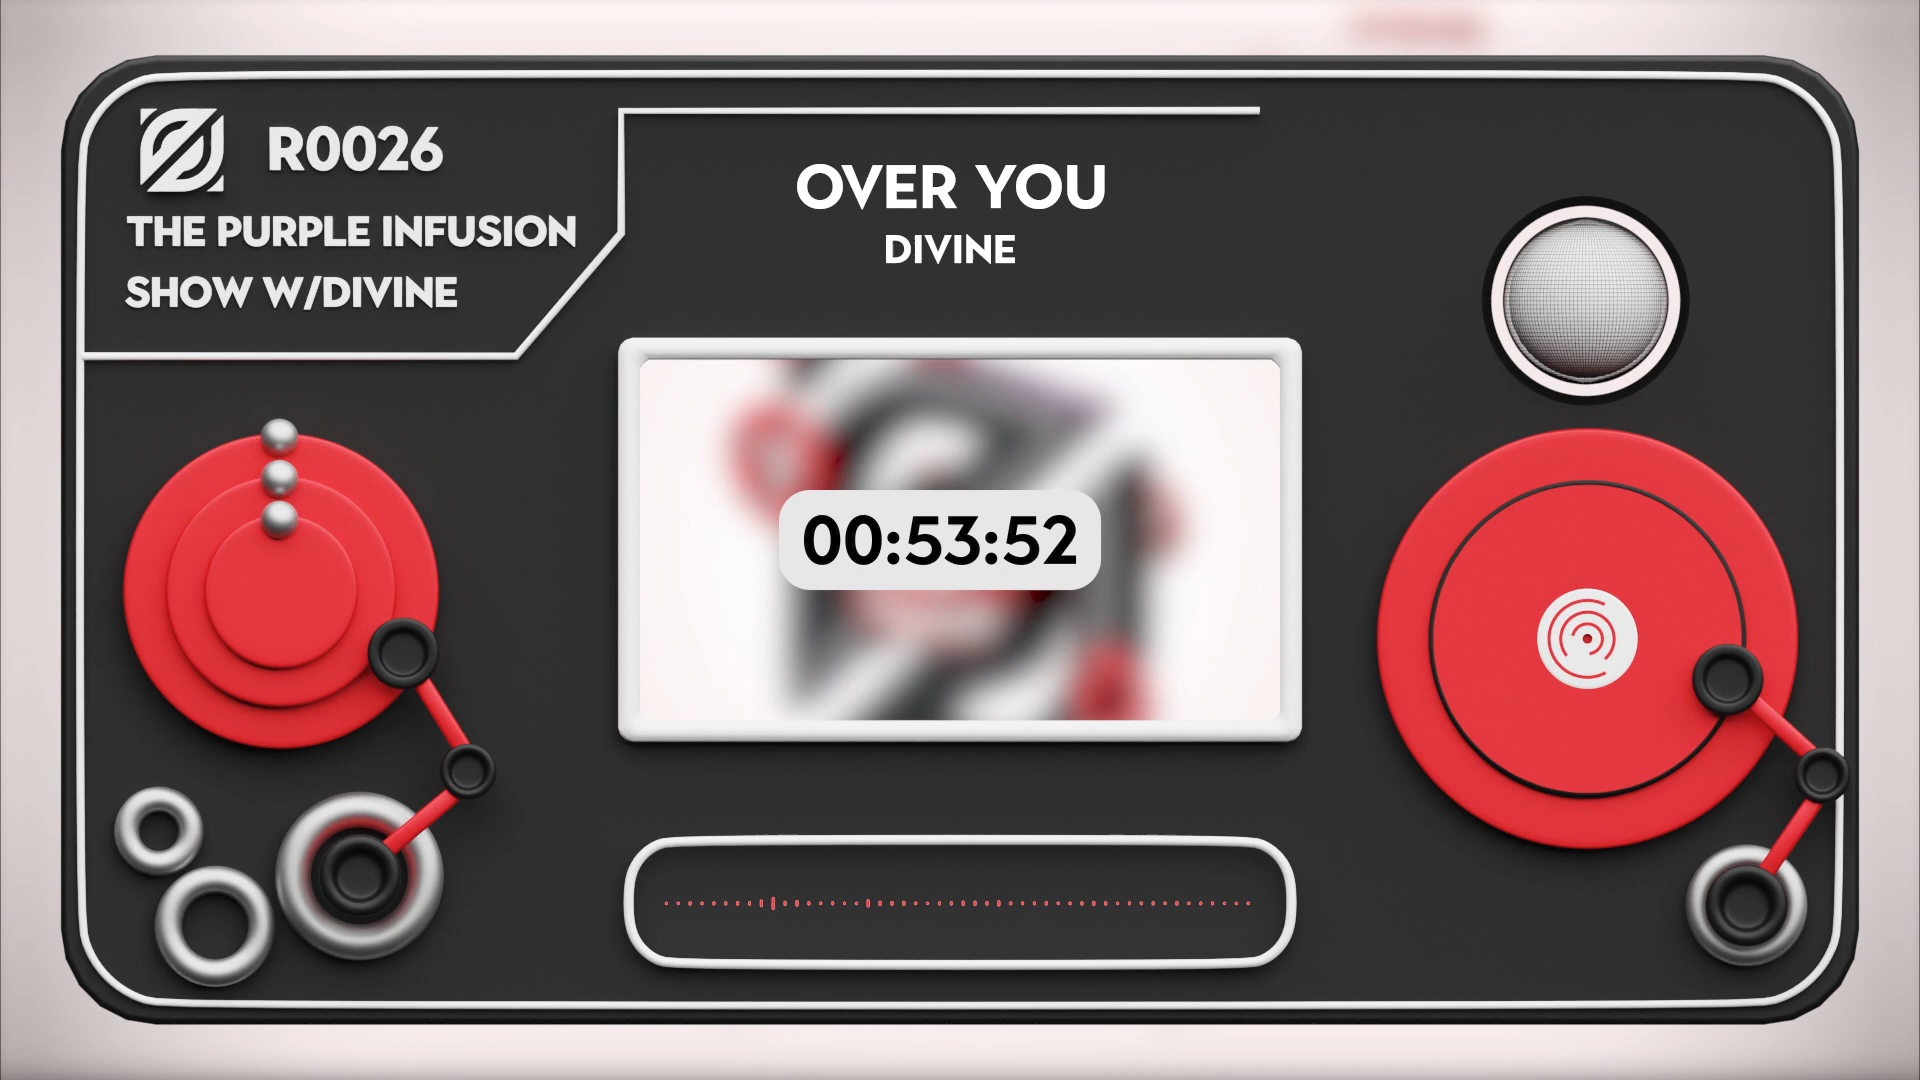 R0026
THE PURPLE INFUSION
SHOW W/DIVINE
OVER YOU
DIVINE
00:53:52